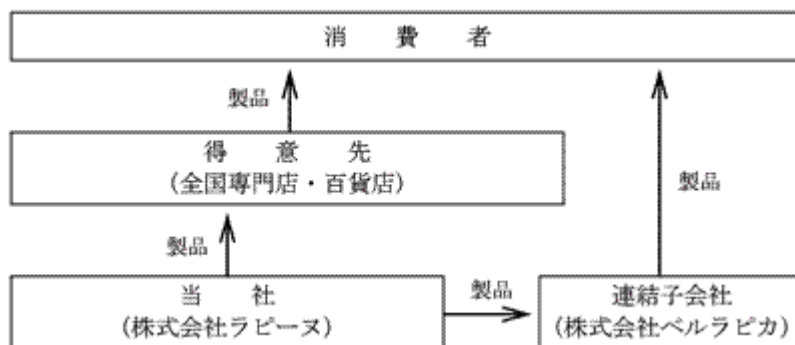 消費者
製品
得意先
(全国専門店・百貨店)
製品
製品
当社
(株式会社ラピーヌ)
製品
連結子会社
(株式会社ベルラピカ)